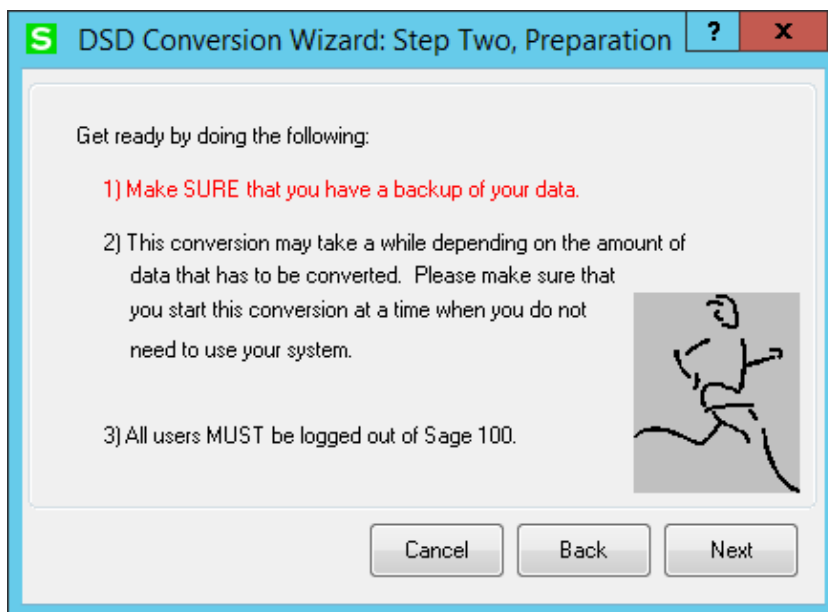 S DSD Conversion Wizard: Step Two, Preparation ? x
Get ready by doing the following:
1) Make SURE that you have a backup of your data.
2) This conversion may take a while depending on the amount of
data that has to be converted.  Please make sure that
you start this conversion at a time when you do not
need to use your system.
3) All users MUST be logged out of Sage 100.
Cancel Back Next